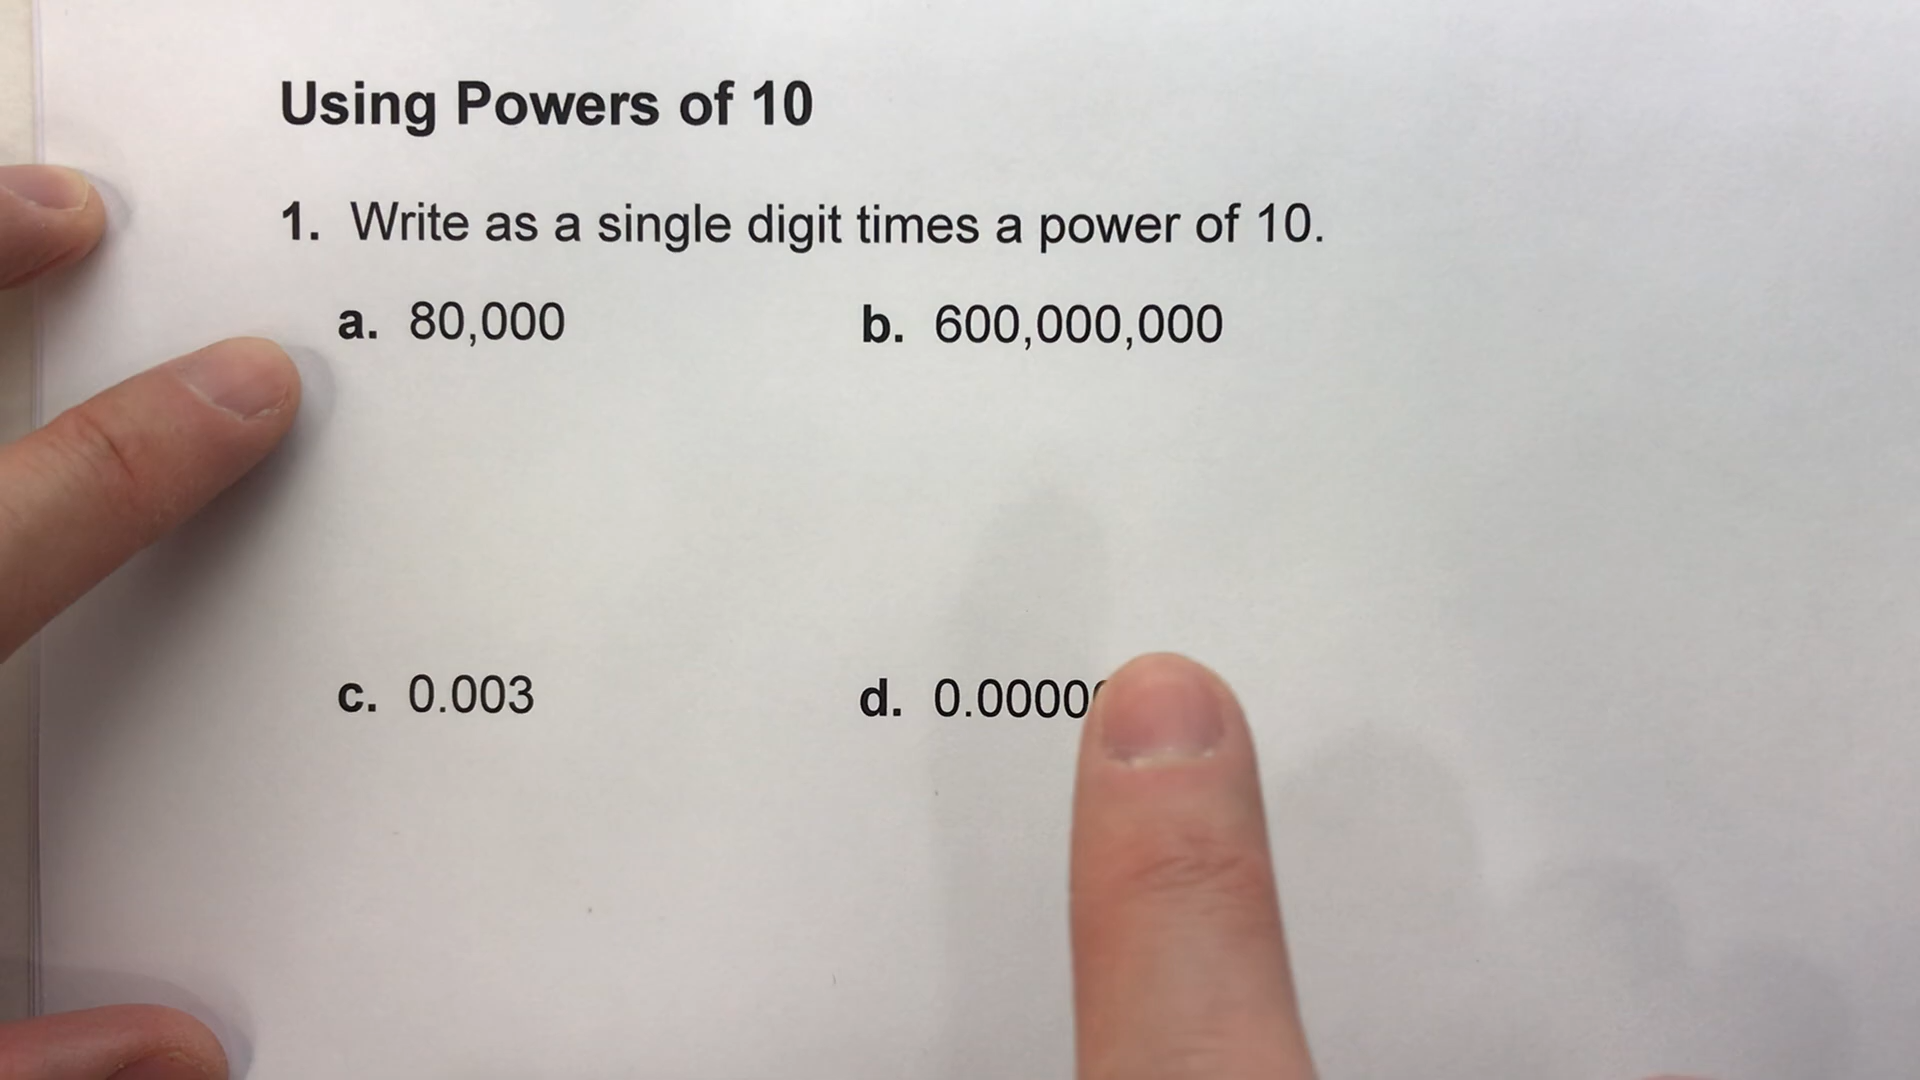 Using Powers of 10
1. Write as a single digit times a power of 10.
a. 80,000 b. 600,000,000
c. 0.003 d. 0.0000